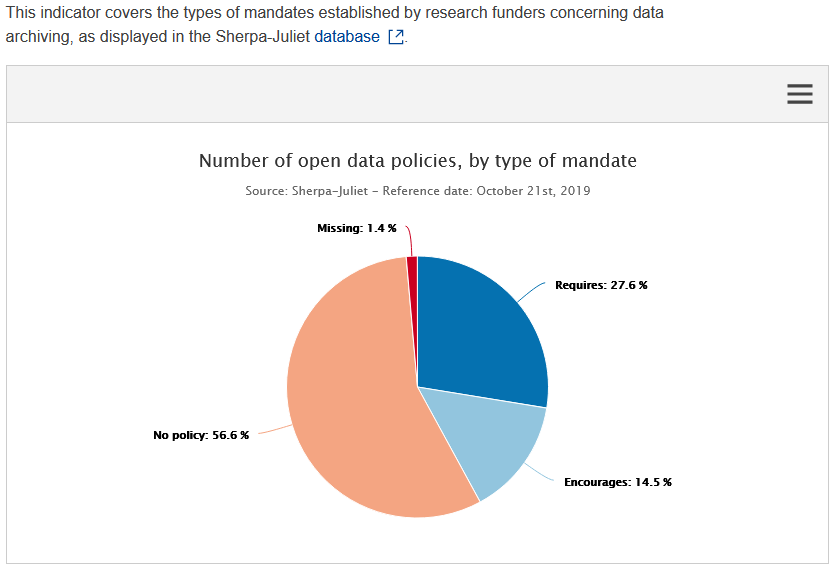 This indicator covers the types of mandates established by research funders concerning data
archiving, as displayed in the Sherpa-Juliet database.
Number of open data policies, by type of mandate
Source: Sherpa-Juliet - Reference date: October 21st, 2019
Missing: 1.4 %
Requires: 27.6 %
No policy: 56.6 %
Encourages: 14.5 %